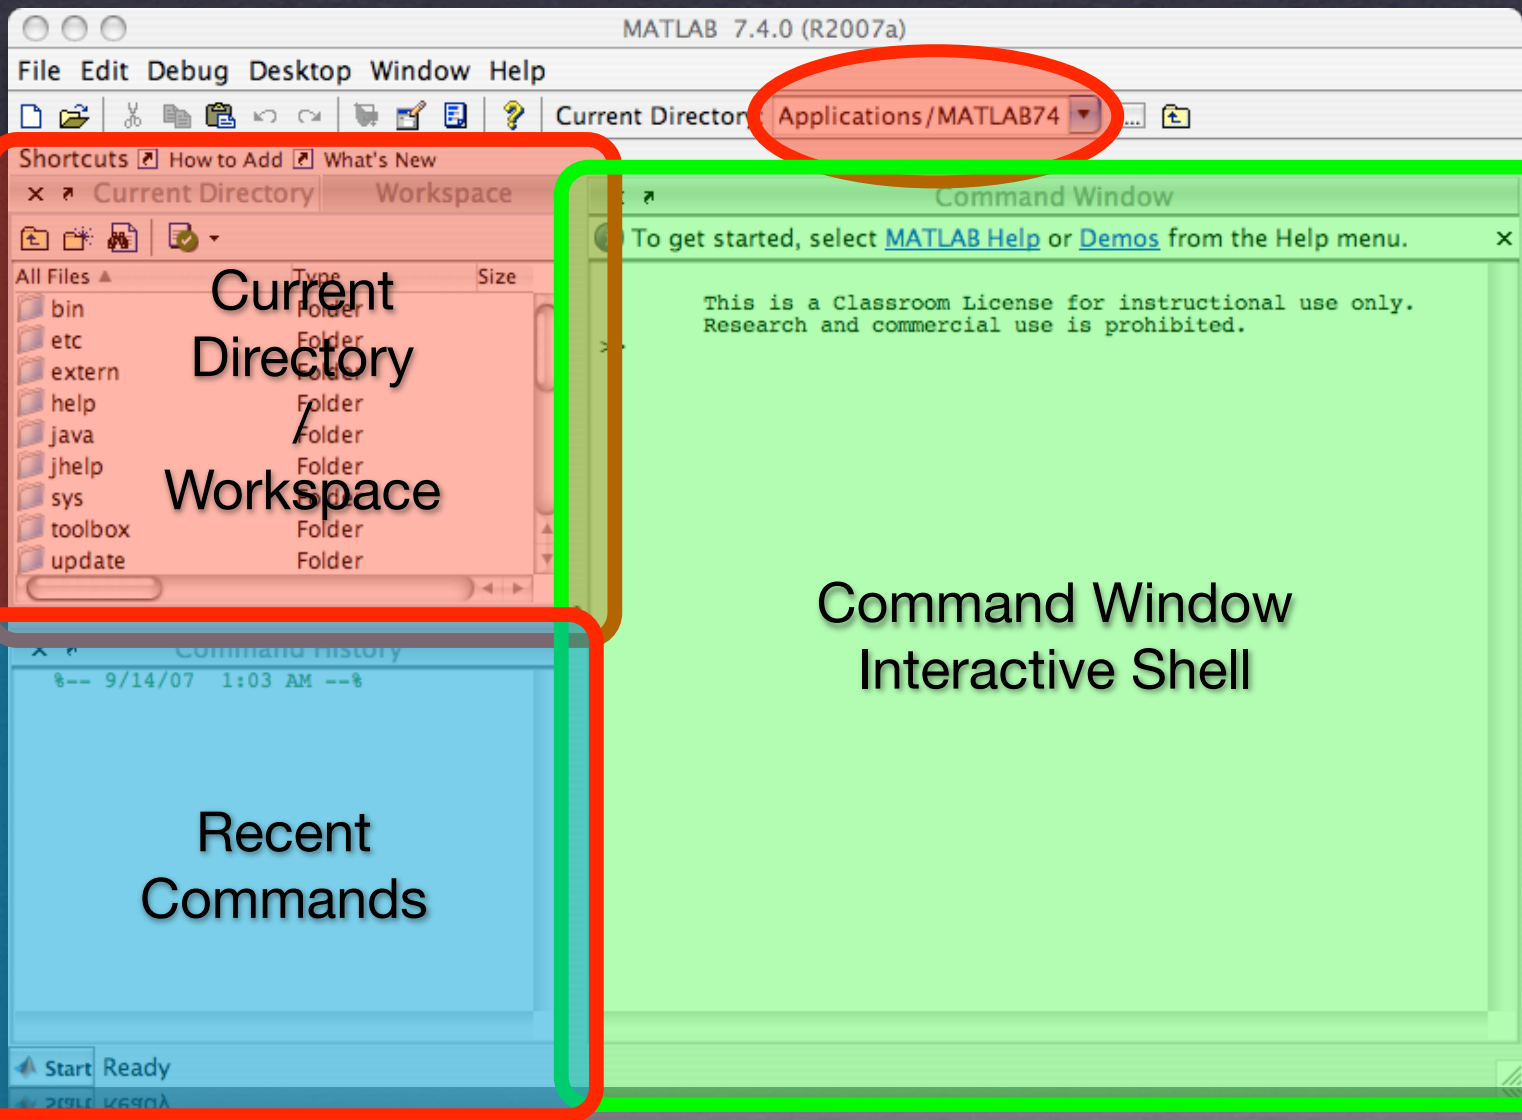 MATLAB 7.4.0 (R2007a)
File Edit Debug Desktop Window Help
Current Directory: Applications/MATLAB74 ...
Shortcuts How to Add What's New
Current Directory Workspace
All Files Type Size
bin Folder
etc Folder
extern Folder
help Folder
java Folder
jhelp Folder
sys Folder
toolbox Folder
update Folder
Current
Directory
/
Workspace
Command Window
To get started, select MATLAB Help or Demos from the Help menu.
This is a Classroom License for instructional use only.
Research and commercial use is prohibited.
>>
Command Window
Interactive Shell
Command History
%-- 9/14/07 1:03 AM --%
Recent
Commands
Start Ready